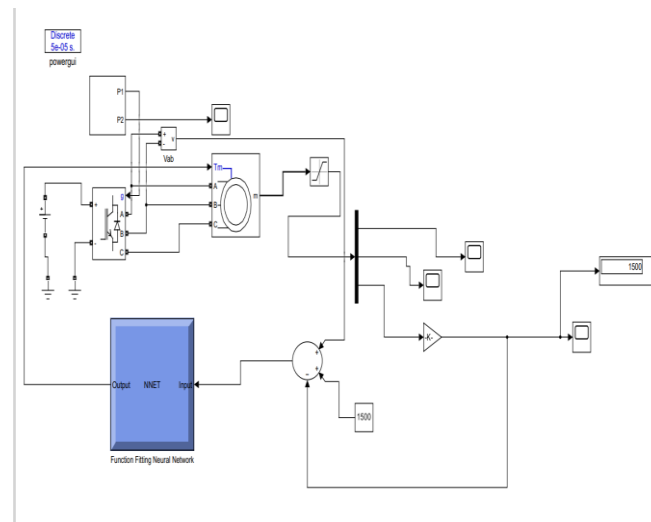 Discrete
5e-05 s.
powergui
P1
P2
+
-
v
Vab
Tm
A
B
C
m
g
+
-
A
B
C
+
1500
-K-
Output
NNET
Input
+
+
-
1500
Function Fitting Neural Network